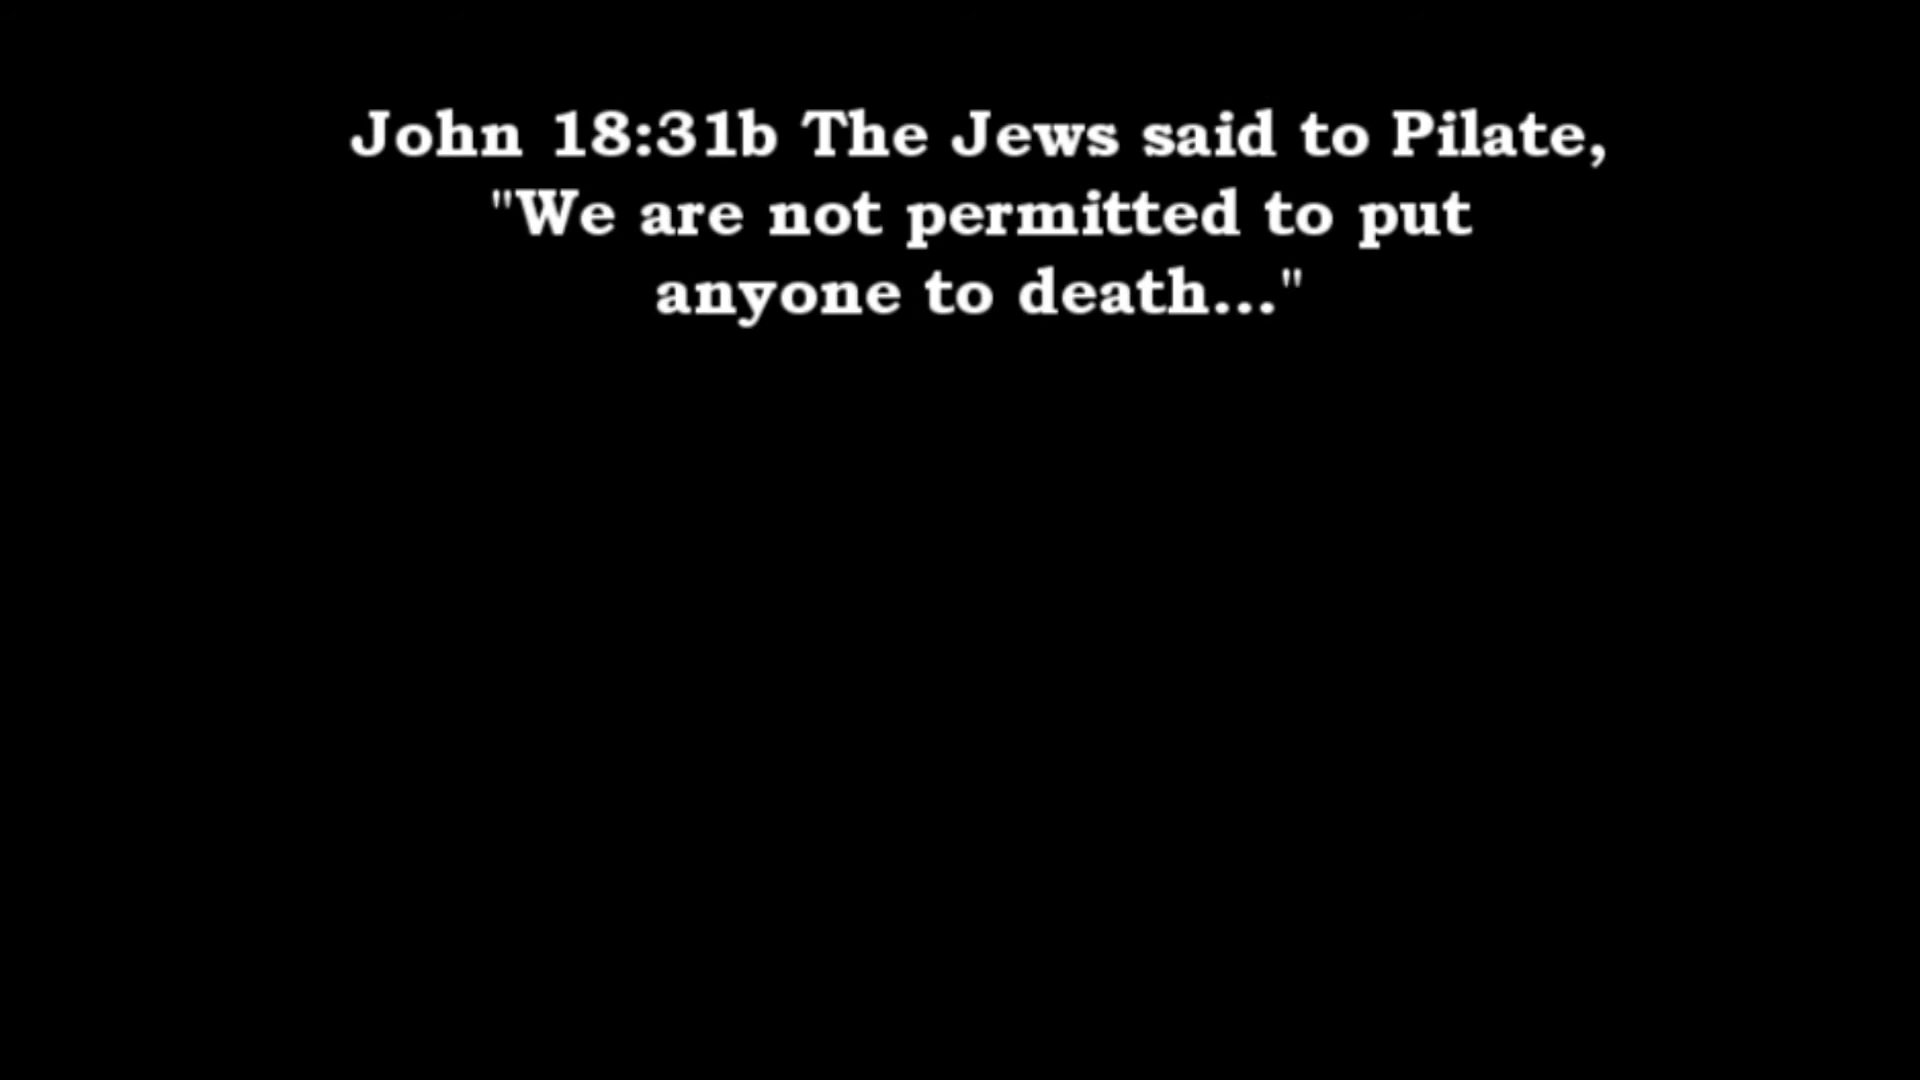 John 18:31b The Jews said to Pilate,
"We are not permitted to put
anyone to death..."